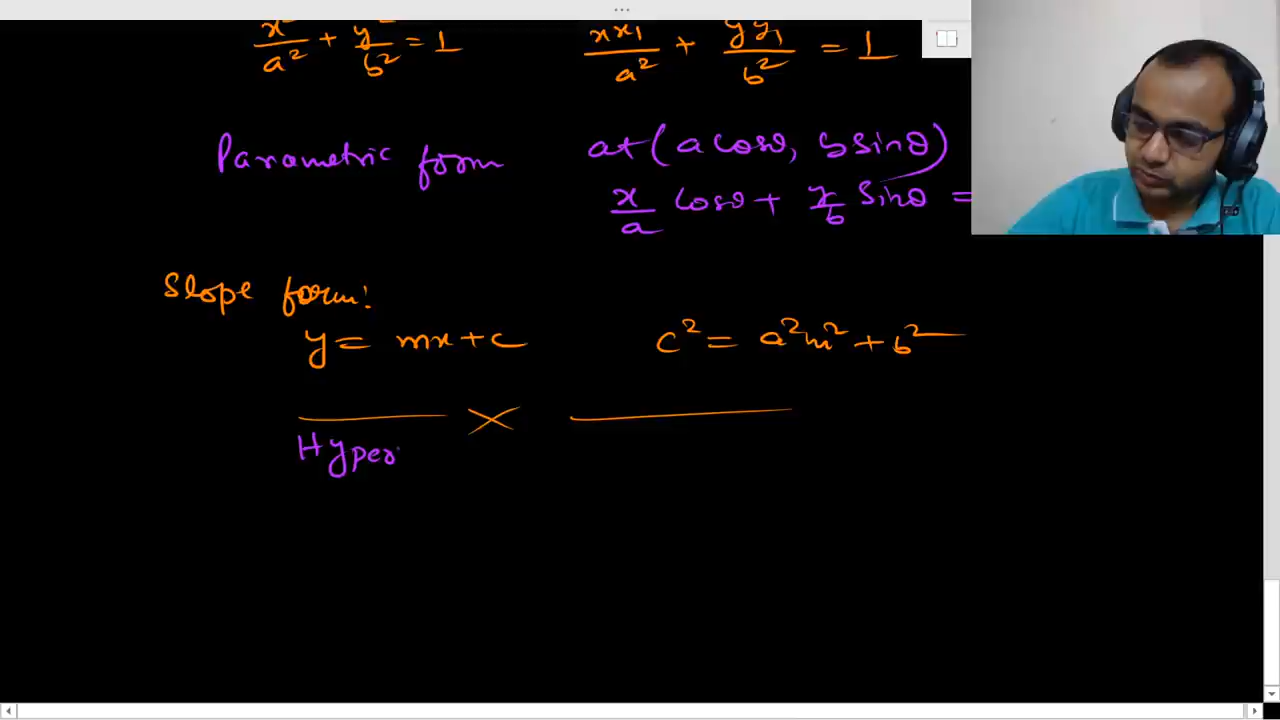 x²/a² + y²/b² = 1    xx₁/a² + yy₁/b² = 1
Parametric form    at (a cosθ, b sinθ)
x/a cosθ + y/b sinθ =
Slope form:
y = mx + c    c² = a²m² + b²
Hyper